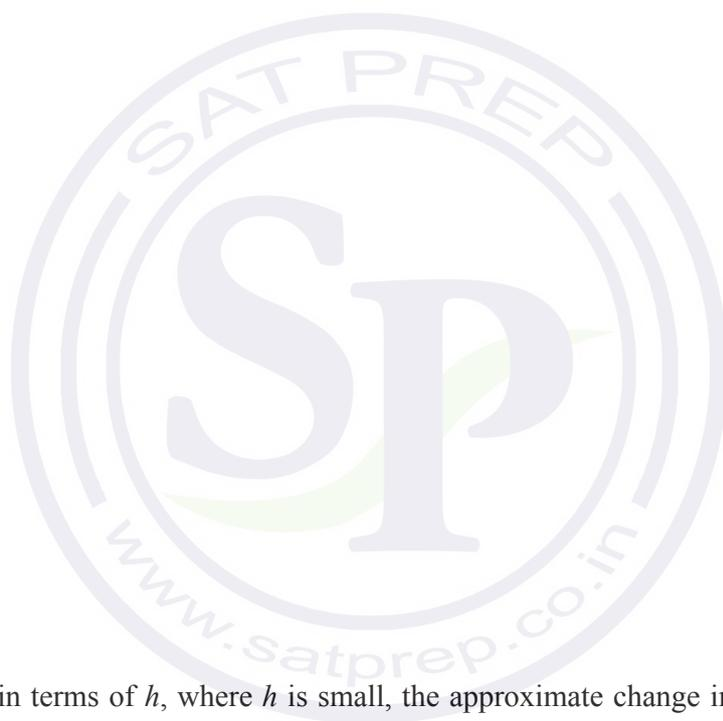 SAT PREP
SP
www.satprep.co.in
in terms of h, where h is small, the approximate change in